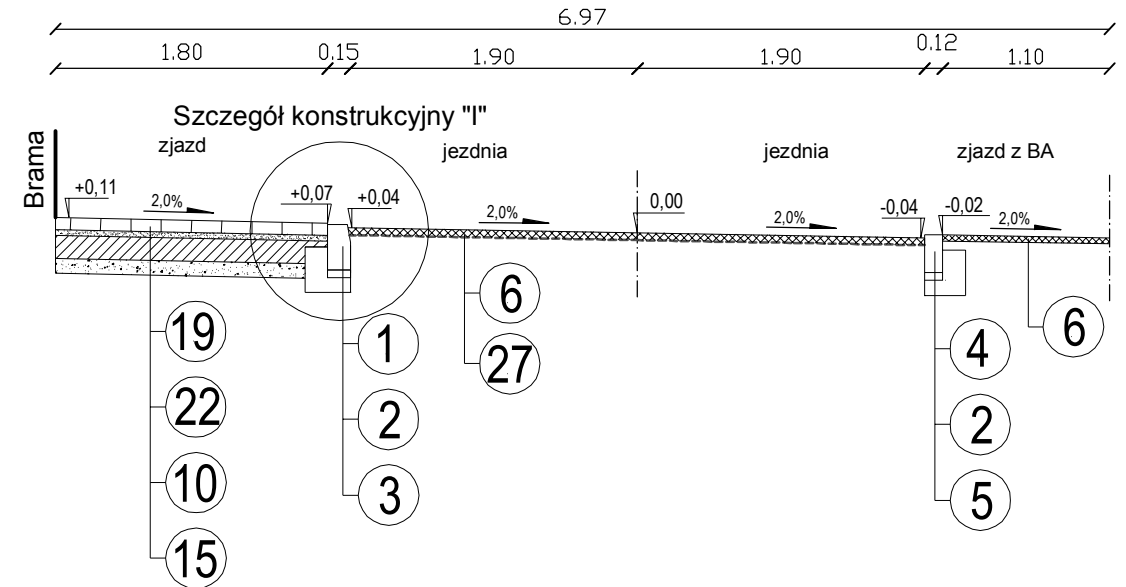 6.97
1.80 0,15 1.90 1.90 0.12 1.10
Szczegół konstrukcyjny "I"
zjazd jezdnia jezdnia zjazd z BA
Brama
+0,11 2,0% +0,07 +0,04 2,0% 0,00 2,0% -0,04 -0,02 2,0%
19 1 6 4 6
22 2 27 2
10 3 5
15